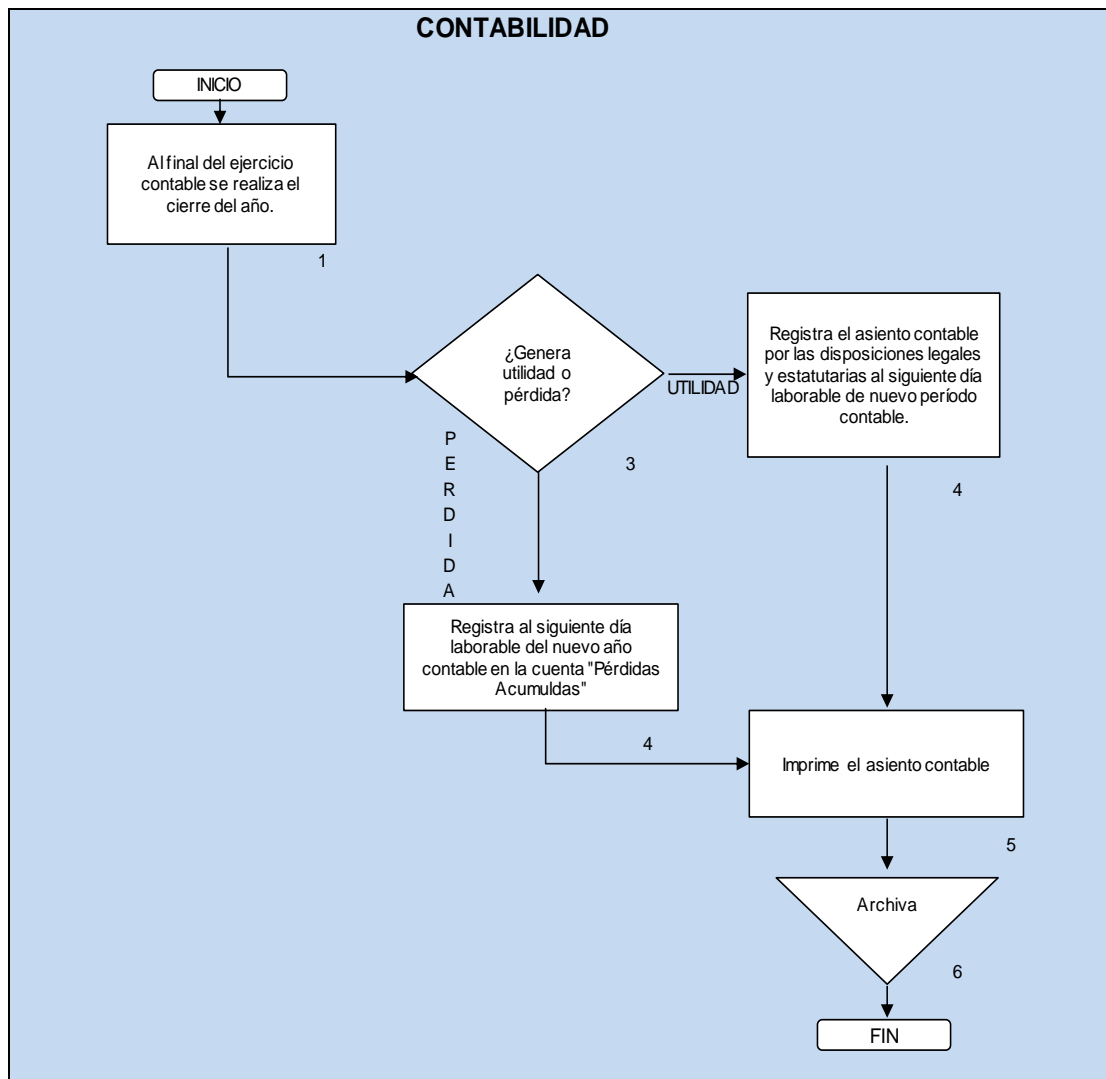 CONTABILIDAD
INICIO
Al final del ejercicio
contable se realiza el
cierre del año.
1
¿Genera
utilidad o
pérdida?
UTILIDAD
3
Registra el asiento contable
por las disposiciones legales
y estatutarias al siguiente día
laborable de nuevo período
contable.
4
P
E
R
D
I
D
A
Registra al siguiente día
laborable del nuevo año
contable en la cuenta "Pérdidas
Acumuldas"
4
Imprime el asiento contable
5
Archiva
6
FIN